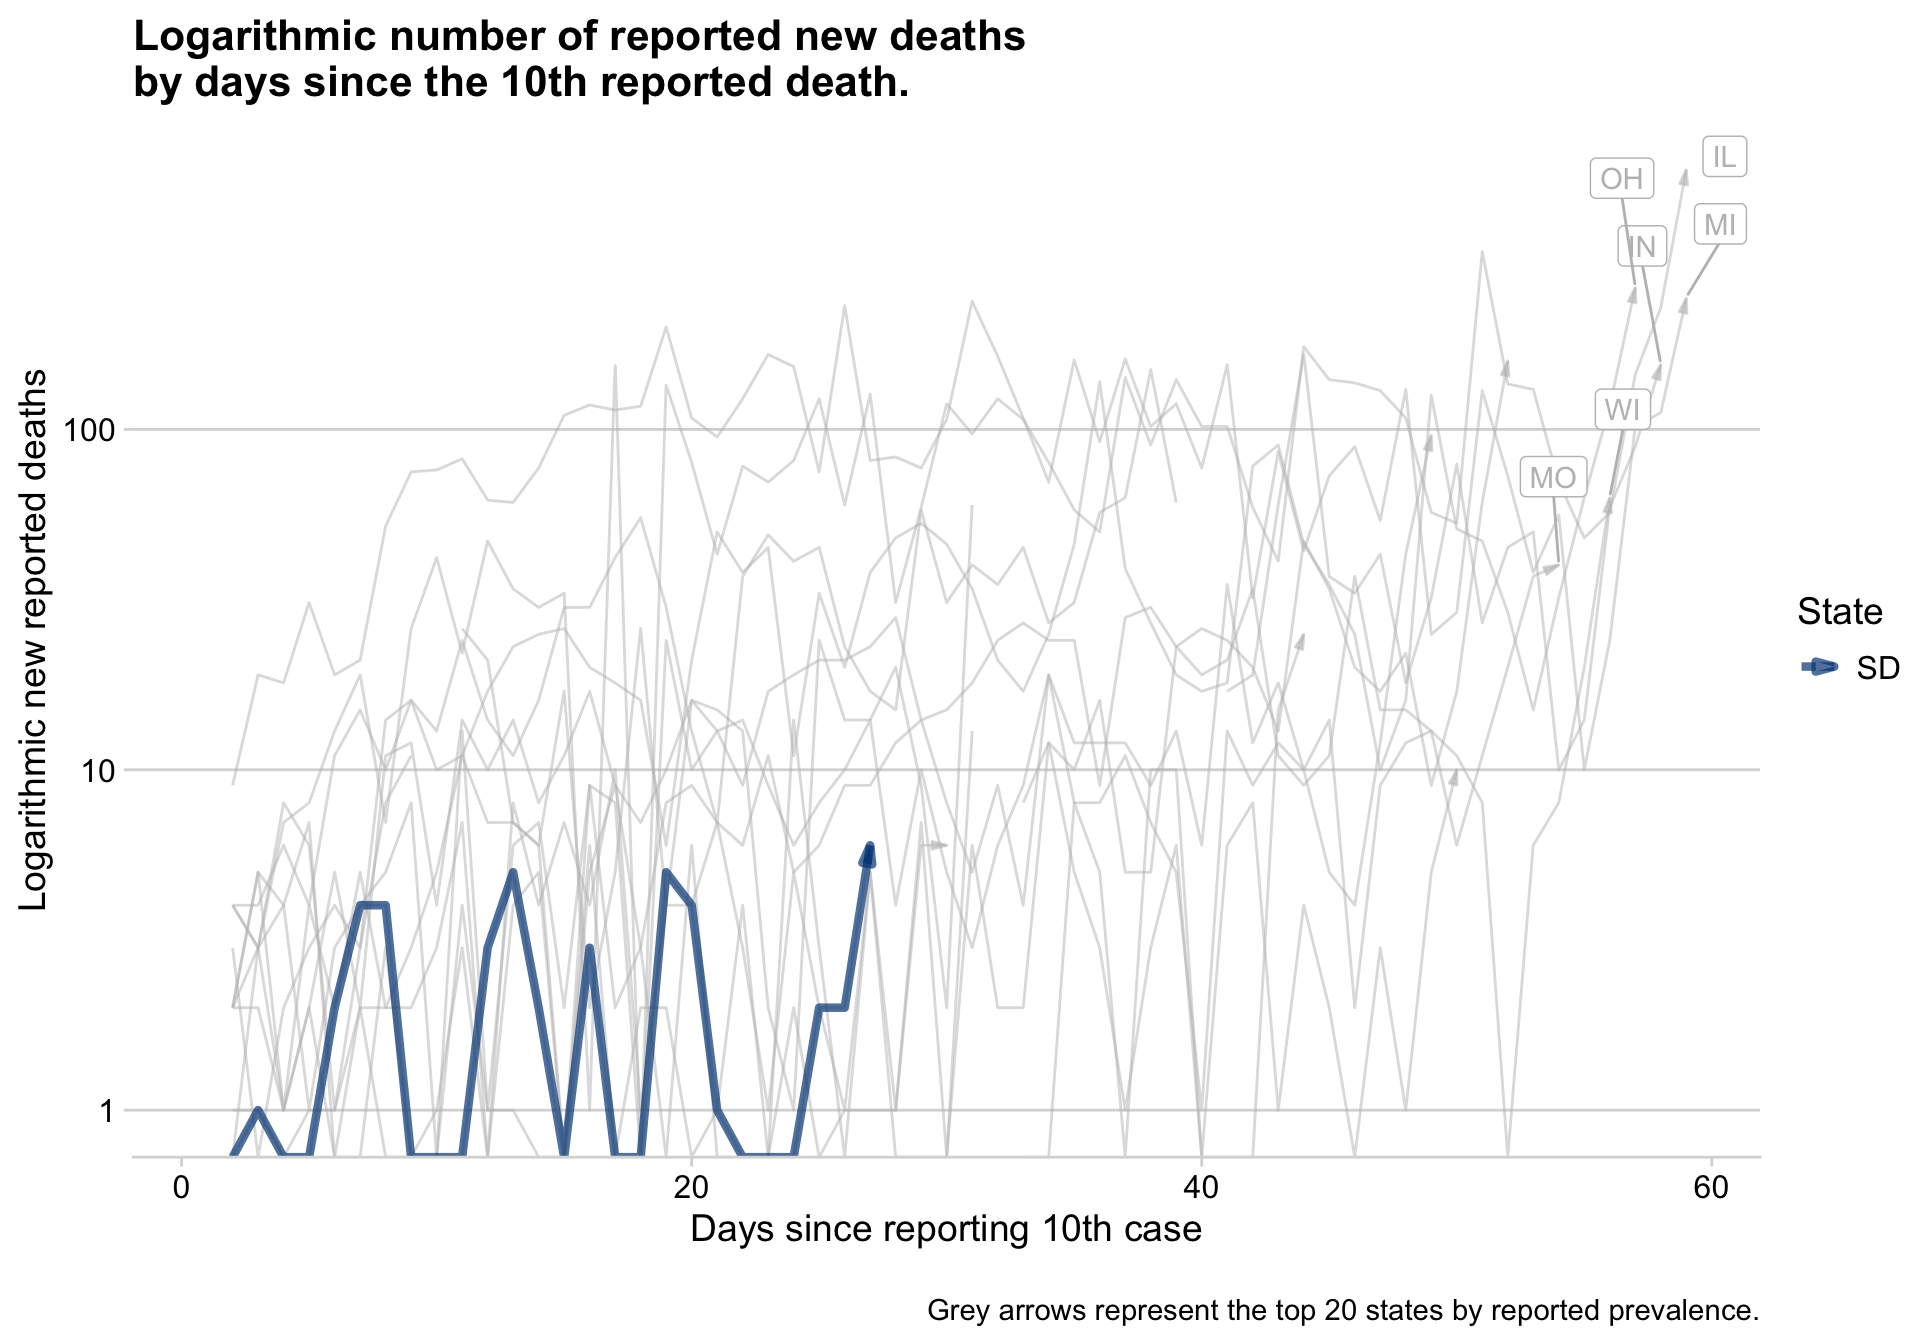 Logarithmic number of reported new deaths
by days since the 10th reported death.
Logarithmic new reported deaths
100
10
1
OH
IL
IN
MI
WI
MO
State
SD
0
20
40
60
Days since reporting 10th case
Grey arrows represent the top 20 states by reported prevalence.